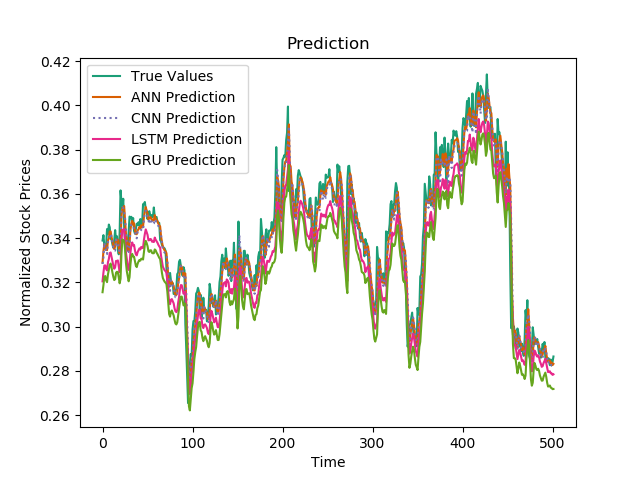 Prediction
True Values
ANN Prediction
CNN Prediction
LSTM Prediction
GRU Prediction
Normalized Stock Prices
0.42
0.40
0.38
0.36
0.34
0.32
0.30
0.28
0.26
0
100
200
300
400
500
Time